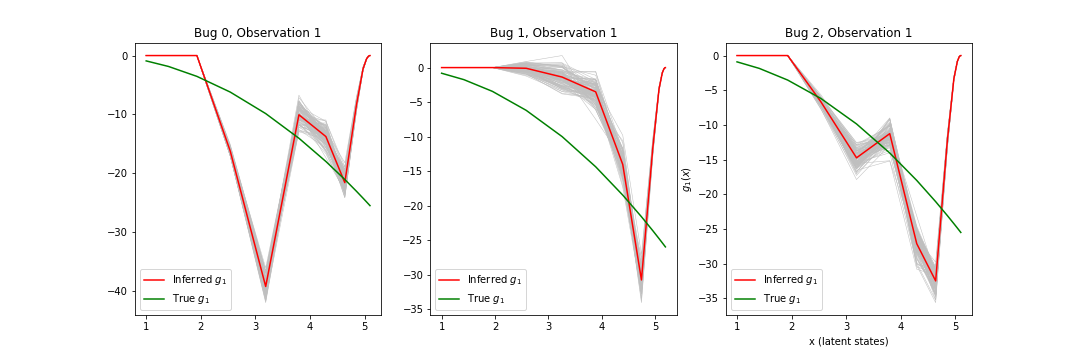 Bug 0, Observation 1
0
−10
−20
−30
−40
1 2 3 4 5
Inferred g₁
True g₁
Bug 1, Observation 1
0
−5
−10
−15
−20
−25
−30
−35
1 2 3 4 5
Inferred g₁
True g₁
Bug 2, Observation 1
g₁(x)
0
−5
−10
−15
−20
−25
−30
−35
1 2 3 4 5
x (latent states)
Inferred g₁
True g₁